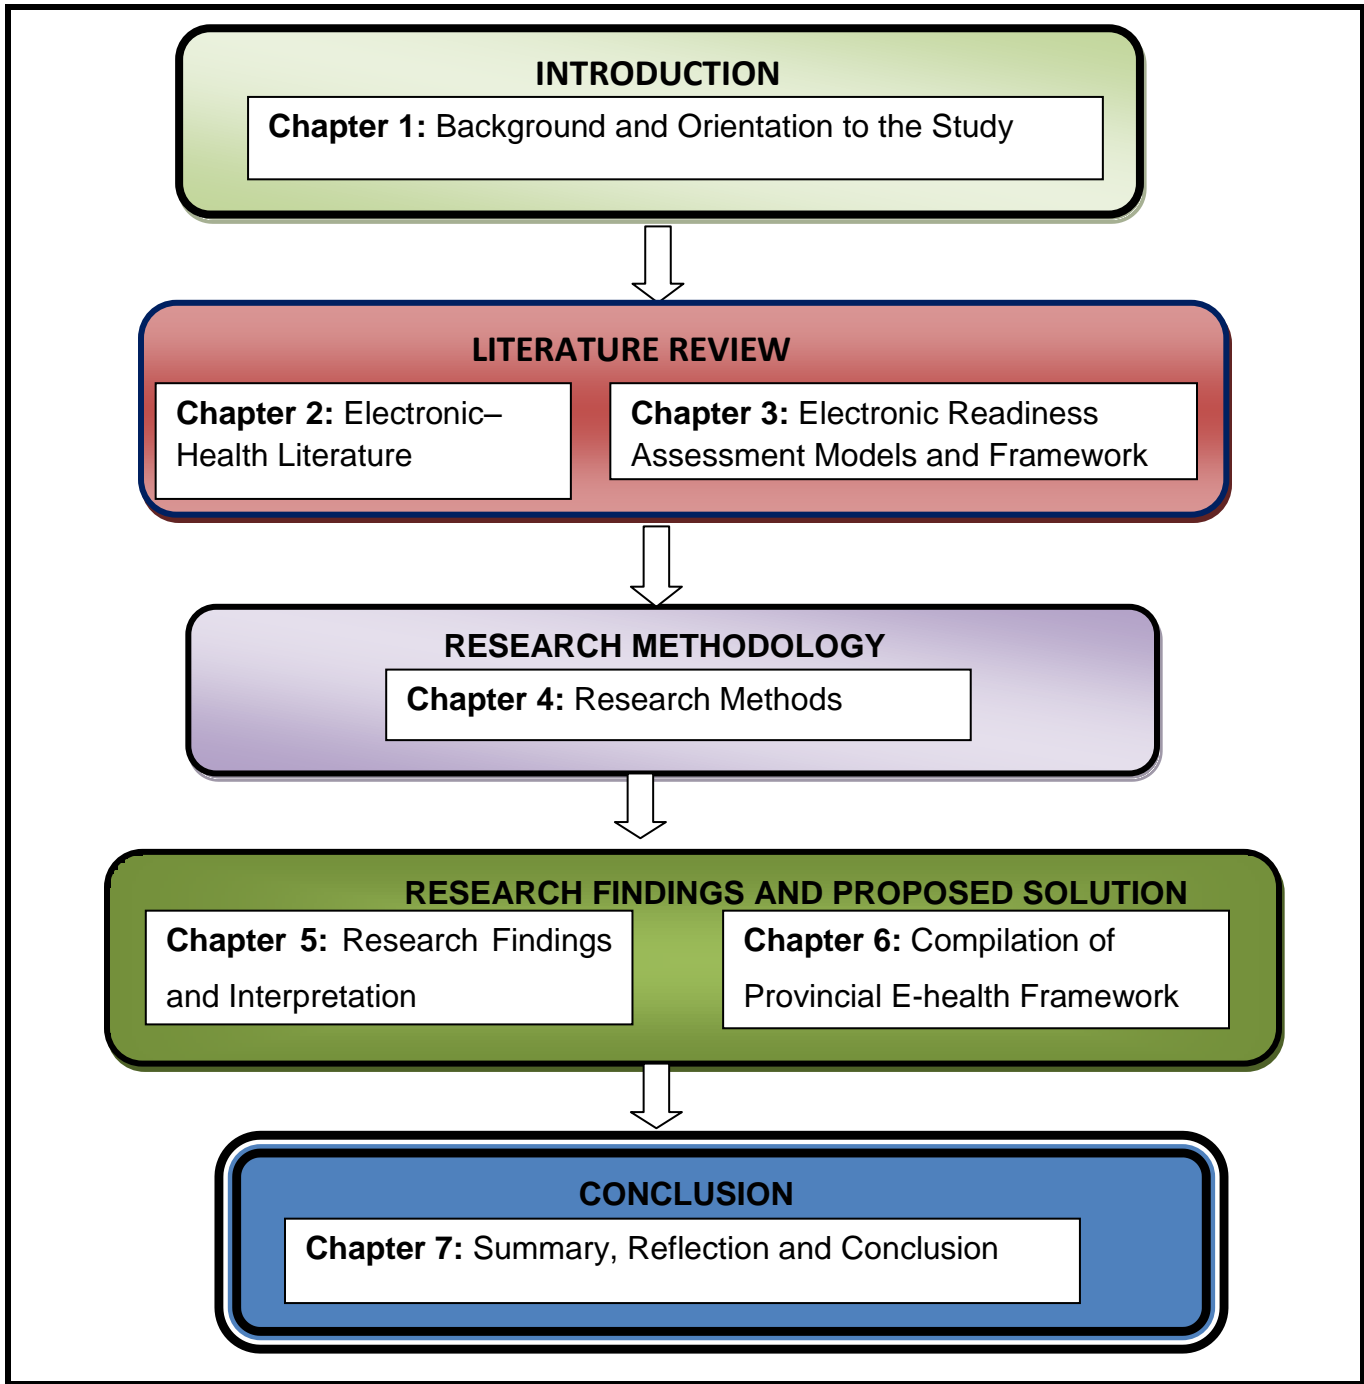 INTRODUCTION
Chapter 1: Background and Orientation to the Study
LITERATURE REVIEW
Chapter 2: Electronic–
Health Literature
Chapter 3: Electronic Readiness
Assessment Models and Framework
RESEARCH METHODOLOGY
Chapter 4: Research Methods
RESEARCH FINDINGS AND PROPOSED SOLUTION
Chapter 5: Research Findings
and Interpretation
Chapter 6: Compilation of
Provincial E-health Framework
CONCLUSION
Chapter 7: Summary, Reflection and Conclusion